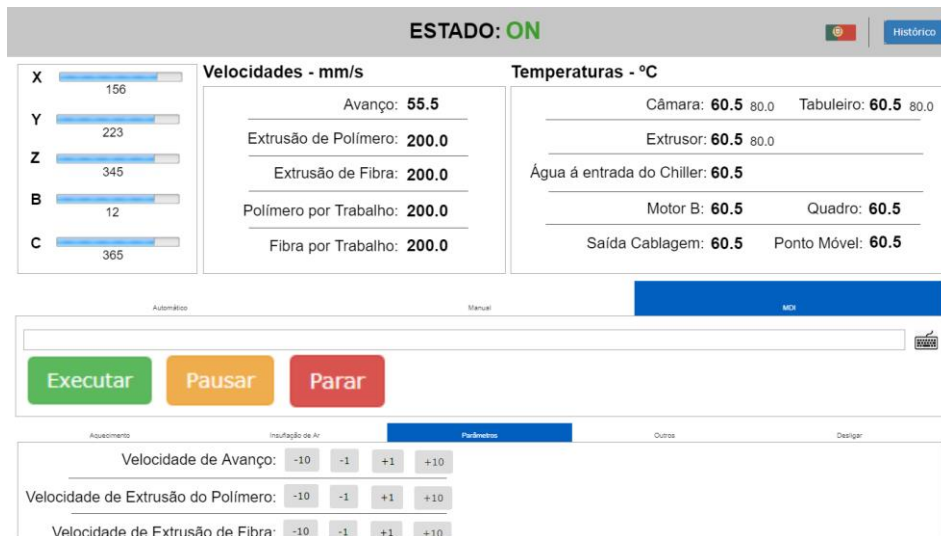 ESTADO: ON
Histórico
X
156
Y
223
Z
345
B
12
C
365
Velocidades - mm/s
Avanço: 55.5
Extrusão de Polímero: 200.0
Extrusão de Fibra: 200.0
Polímero por Trabalho: 200.0
Fibra por Trabalho: 200.0
Temperaturas - ºC
Câmara: 60.5 80.0 Tabuleiro: 60.5 80.0
Extrusor: 60.5 80.0
Água á entrada do Chiller: 60.5
Motor B: 60.5 Quadro: 60.5
Saída Cablagem: 60.5 Ponto Móvel: 60.5
Automático Manual MDI
Executar Pausar Parar
Aquecimento Insuflação de Ar Parâmetros Outros Desligar
Velocidade de Avanço: -10 -1 +1 +10
Velocidade de Extrusão do Polímero: -10 -1 +1 +10
Velocidade de Extrusão de Fibra: -10 -1 +1 +10